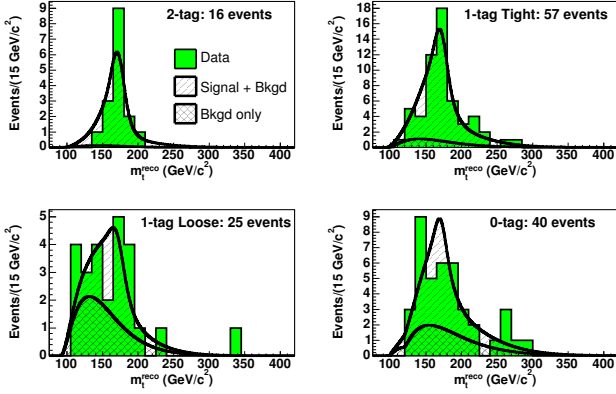 2-tag: 16 events
Data
Signal + Bkgd
Bkgd only
Events/(15 GeV/c²)
9
8
7
6
5
4
3
2
1
0
100 150 200 250 300 350 400
m_t^reco (GeV/c²)
1-tag Tight: 57 events
Events/(15 GeV/c²)
18
16
14
12
10
8
6
4
2
0
100 150 200 250 300 350 400
m_t^reco (GeV/c²)
1-tag Loose: 25 events
Events/(15 GeV/c²)
5
4
3
2
1
0
100 150 200 250 300 350 400
m_t^reco (GeV/c²)
0-tag: 40 events
Events/(15 GeV/c²)
9
8
7
6
5
4
3
2
1
0
100 150 200 250 300 350 400
m_t^reco (GeV/c²)